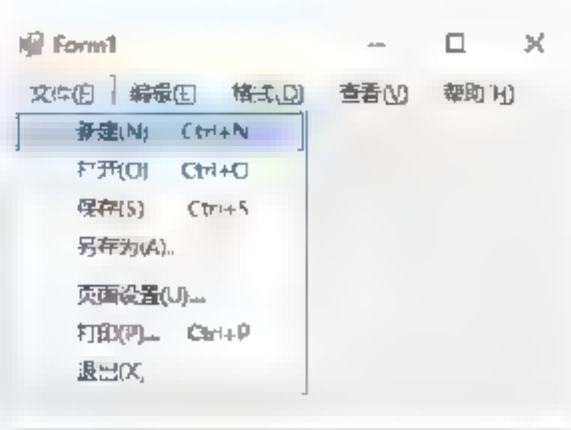 Form1
文件(F) 编辑(E) 格式(O) 查看(V) 帮助(H)
新建(N) Ctrl+N
打开(O) Ctrl+O
保存(S) Ctrl+S
另存为(A)...
页面设置(U)...
打印(P)... Ctrl+P
退出(X)